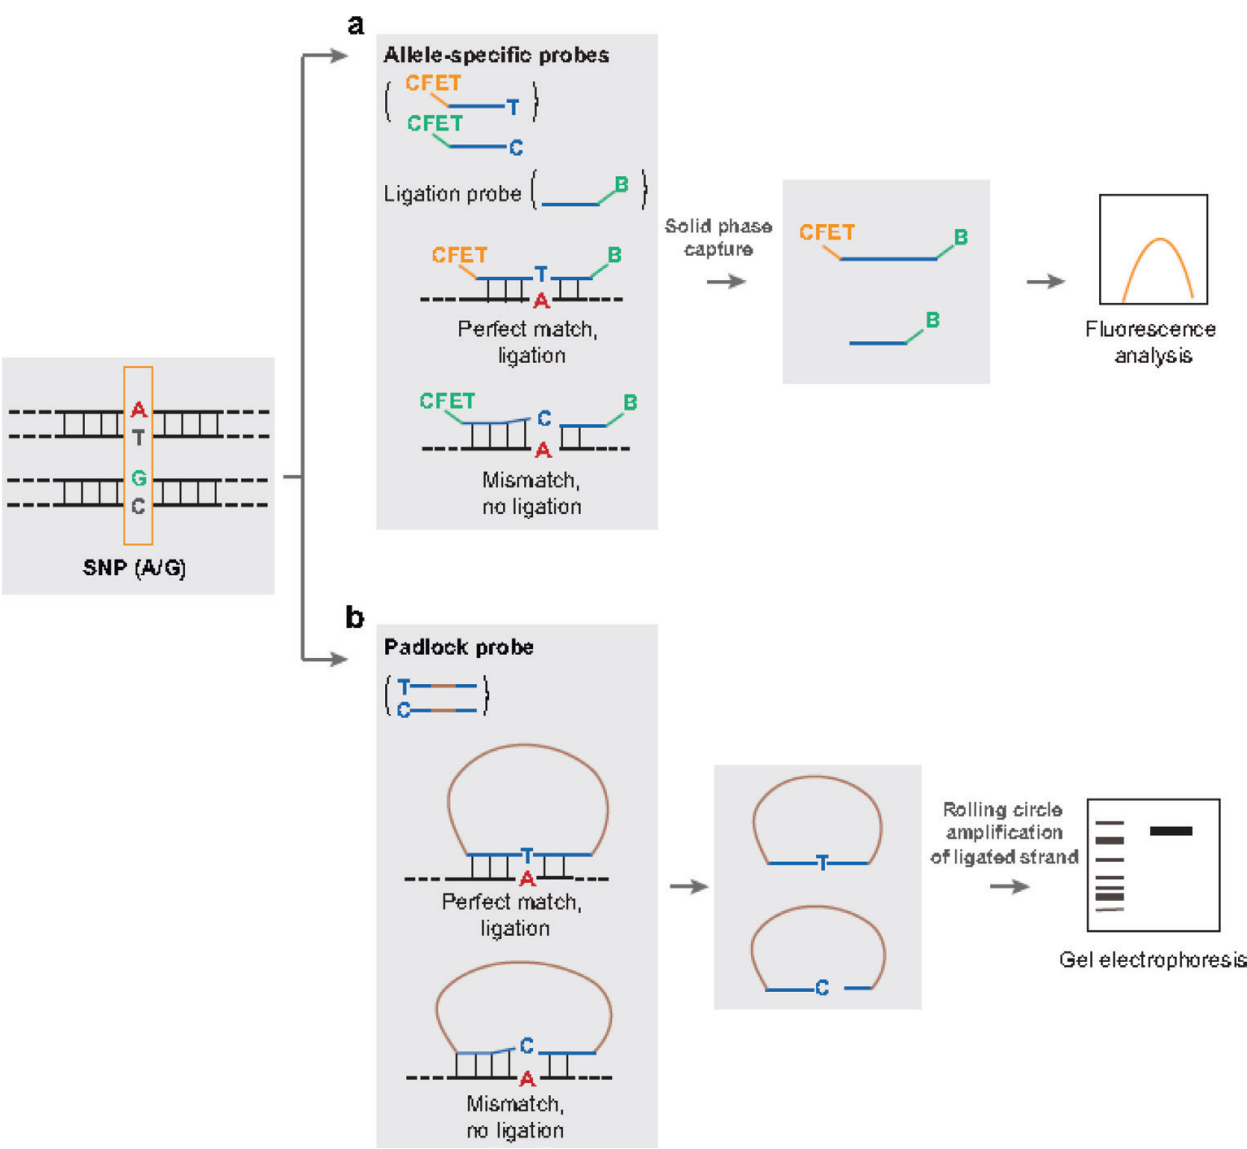 a
Allele-specific probes
CFET
T
CFET
C
Ligation probe
B
CFET
B
T
A
Perfect match,
ligation
CFET
C
B
A
Mismatch,
no ligation
Solid phase
capture
CFET
B
B
Fluorescence
analysis
A
T
G
C
SNP (A/G)
b
Padlock probe
T
C
T
A
Perfect match,
ligation
C
A
Mismatch,
no ligation
T
C
Rolling circle
amplification
of ligated strand
Gel electrophoresis